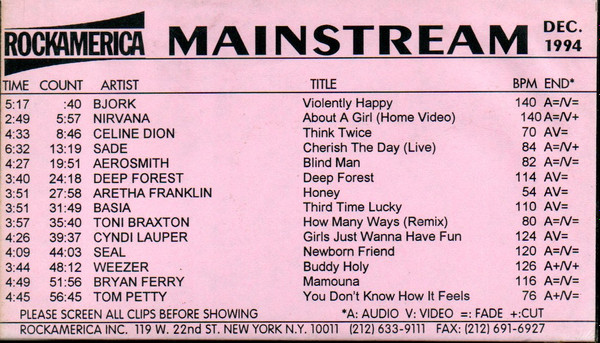 ROCKAMERICA MAINSTREAM DEC. 1994
TIME COUNT ARTIST TITLE BPM END*
5:17 :40 BJORK Violently Happy 140 A=/V=
2:49 5:57 NIRVANA About A Girl (Home Video) 140 A=/V+
4:33 8:46 CELINE DION Think Twice 70 AV=
6:32 13:19 SADE Cherish The Day (Live) 84 A=/V+
4:27 19:51 AEROSMITH Blind Man 82 A=/V=
3:40 24:18 DEEP FOREST Deep Forest 114 AV=
3:51 27:58 ARETHA FRANKLIN Honey 54 AV=
3:51 31:49 BASIA Third Time Lucky 110 AV=
3:57 35:40 TONI BRAXTON How Many Ways (Remix) 80 A=/V=
4:26 39:37 CYNDI LAUPER Girls Just Wanna Have Fun 124 AV=
4:09 44:03 SEAL Newborn Friend 120 A=/V=
3:44 48:12 WEEZER Buddy Holy 126 A+/V+
4:49 51:56 BRYAN FERRY Mamouna 116 A=/V=
4:45 56:45 TOM PETTY You Don't Know How It Feels 76 A+/V=
PLEASE SCREEN ALL CLIPS BEFORE SHOWING *A: AUDIO V: VIDEO =: FADE +:CUT
ROCKAMERICA INC. 119 W. 22nd ST. NEW YORK N.Y. 10011 (212) 633-9111 FAX: (212) 691-6927